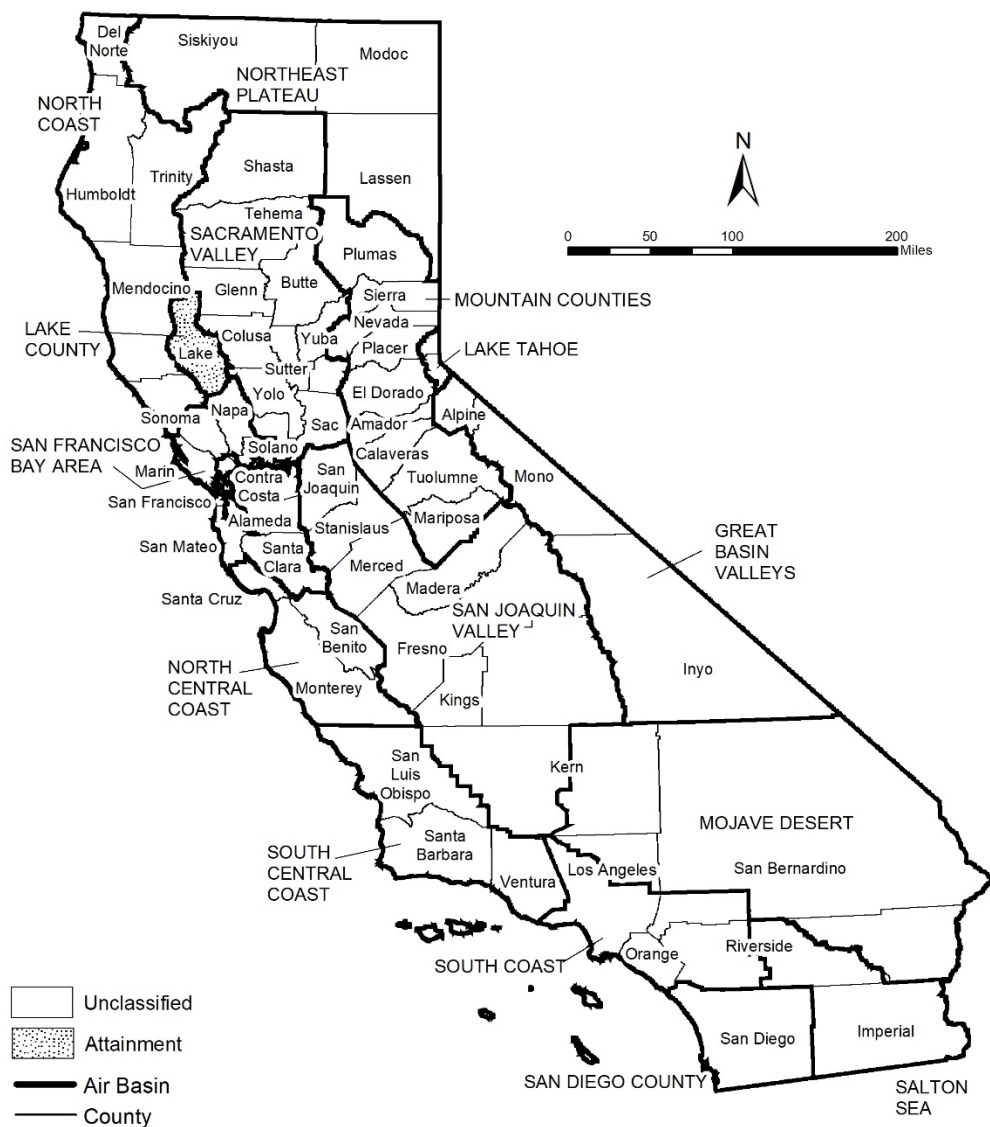 Del
Norte
Siskiyou
Modoc
NORTHEAST
PLATEAU
NORTH
COAST
N
Shasta
Trinity
Lassen
Humboldt
Tehema
SACRAMENTO
VALLEY
0 50 100 200
Miles
Plumas
Butte
Mendocino
Glenn
Sierra
MOUNTAIN COUNTIES
Nevada
LAKE
COUNTY
Colusa
Yuba
Placer
Lake
LAKE TAHOE
Sutter
El Dorado
Yolo
Napa
Alpine
Sonoma
Sac
Amador
SAN FRANCISCO
BAY AREA
Solano
Calaveras
Marin
Contra
Costa
San
Joaquin
Tuolumne
Mono
San Francisco
Alameda
Stanislaus
Mariposa
GREAT
BASIN
VALLEYS
San Mateo
Santa
Clara
Merced
Madera
Santa Cruz
SAN JOAQUIN
VALLEY
San
Benito
Fresno
NORTH
CENTRAL
COAST
Inyo
Monterey
Kings
San
Luis
Obispo
Kern
MOJAVE DESERT
SOUTH
CENTRAL
COAST
Santa
Barbara
Los Angeles
San Bernardino
Ventura
Riverside
Orange
SOUTH COAST
Unclassified
Attainment
San Diego
Imperial
Air Basin
SAN DIEGO COUNTY
SALTON
SEA
County